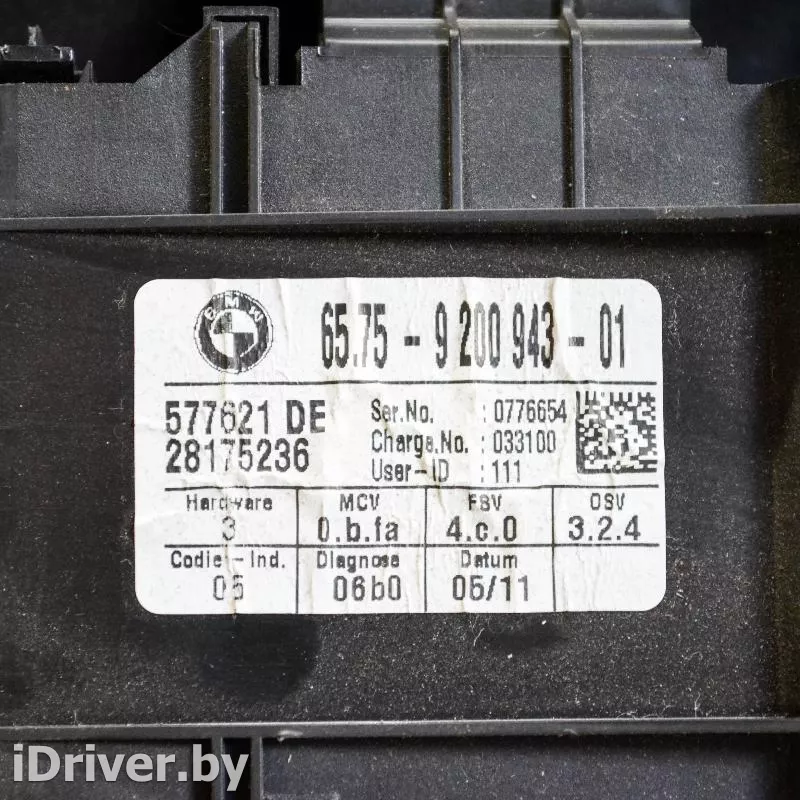 BMW
65.75 - 9 200 943 - 01
577621 DE
28175236
Ser.No. : 0776654
Charge.No. : 033100
User-ID : 111
Hardware MCV FSV OSV
3 0.b.fa 4.c.0 3.2.4
Codie-Ind. Diagnose Datum
05 06b0 05/11
iDriver.by